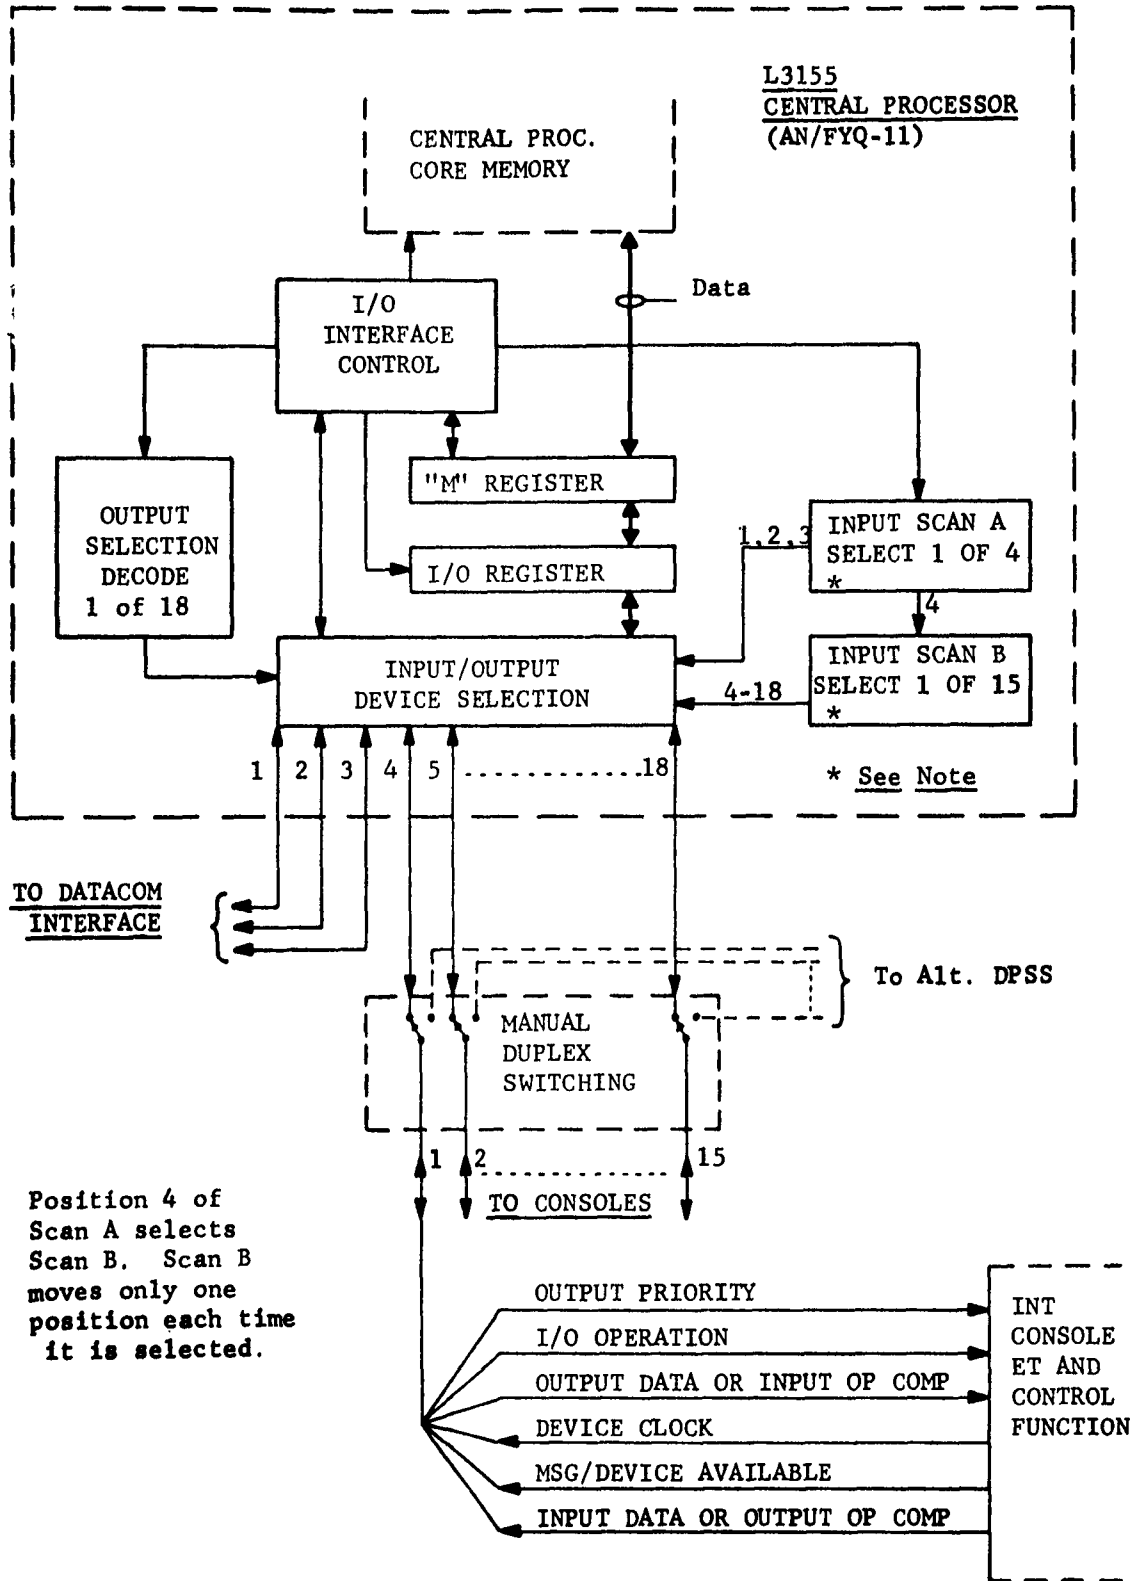 L3155
CENTRAL PROCESSOR
(AN/FYQ-11)
CENTRAL PROC.
CORE MEMORY
Data
I/O
INTERFACE
CONTROL
"M" REGISTER
I/O REGISTER
OUTPUT
SELECTION
DECODE
1 of 18
1,2,3
INPUT SCAN A
SELECT 1 OF 4
*
4
INPUT SCAN B
SELECT 1 OF 15
*
4-18
INPUT/OUTPUT
DEVICE SELECTION
1 2 3 4 5 ............18
* See Note
TO DATACOM
INTERFACE
To Alt. DPSS
MANUAL
DUPLEX
SWITCHING
1 2 ............ 15
TO CONSOLES
Position 4 of
Scan A selects
Scan B. Scan B
moves only one
position each time
it is selected.
OUTPUT PRIORITY
I/O OPERATION
OUTPUT DATA OR INPUT OP COMP
DEVICE CLOCK
MSG/DEVICE AVAILABLE
INPUT DATA OR OUTPUT OP COMP
INT
CONSOLE
ET AND
CONTROL
FUNCTION